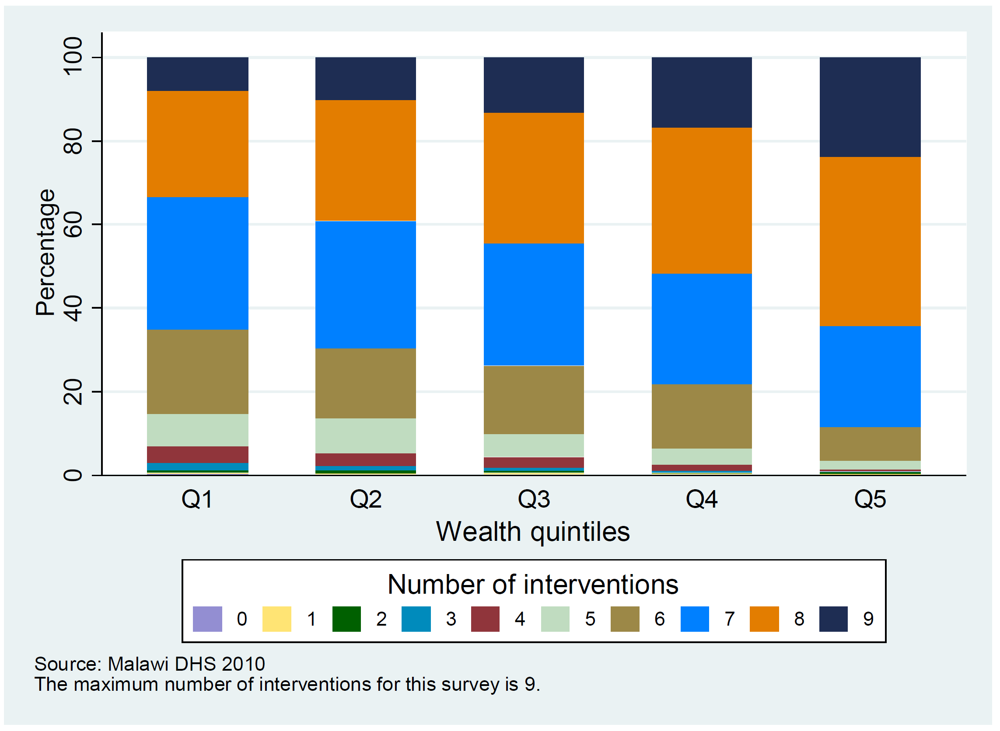 100
80
60
40
20
0
Percentage
Q1 Q2 Q3 Q4 Q5
Wealth quintiles
Number of interventions
0 1 2 3 4 5 6 7 8 9
Source: Malawi DHS 2010
The maximum number of interventions for this survey is 9.